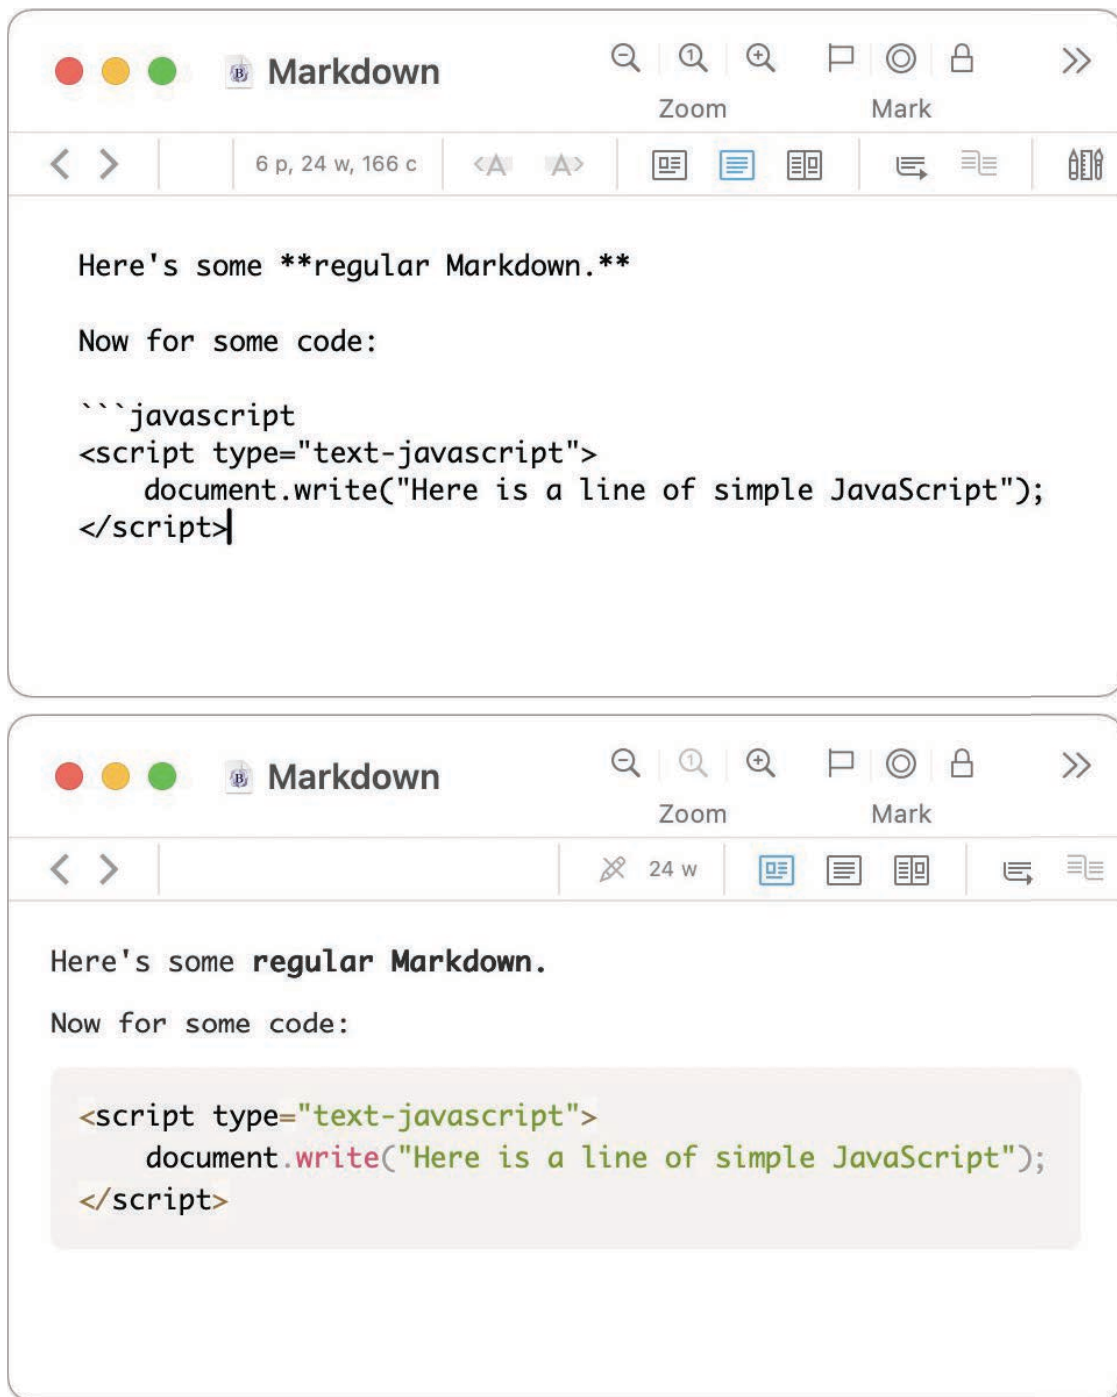 Markdown
Zoom
Mark
6 p, 24 w, 166 c
<A A>
Here's some **regular Markdown.**
Now for some code:
```javascript
<script type="text-javascript">
    document.write("Here is a line of simple JavaScript");
</script>
Markdown
Zoom
Mark
24 w
Here's some regular Markdown.
Now for some code:
<script type="text-javascript">
    document.write("Here is a line of simple JavaScript");
</script>